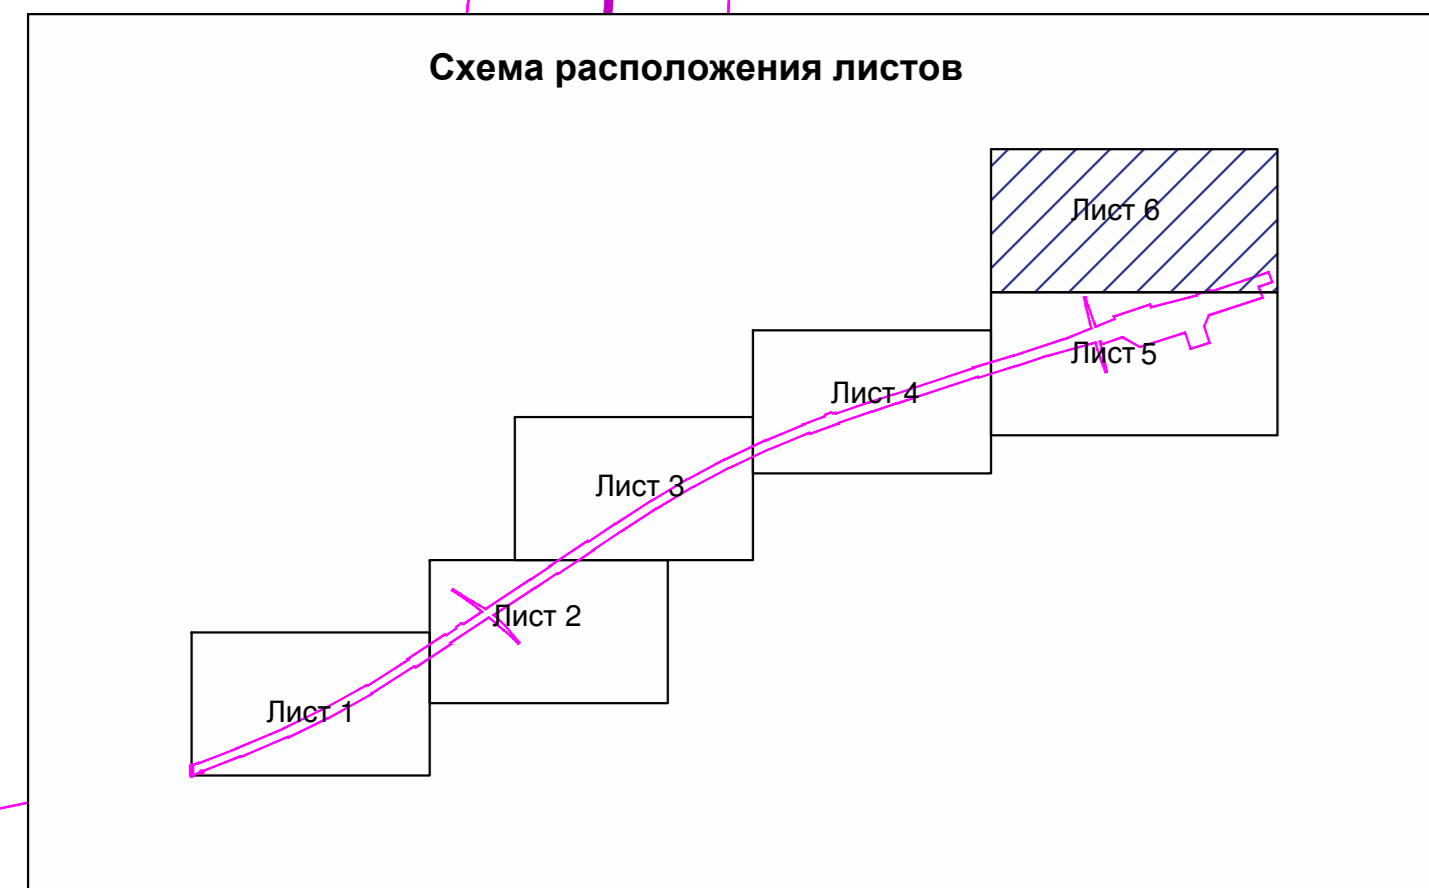 Схема расположения листов
Лист 6
Лист 5
Лист 4
Лист 3
Лист 2
Лист 1